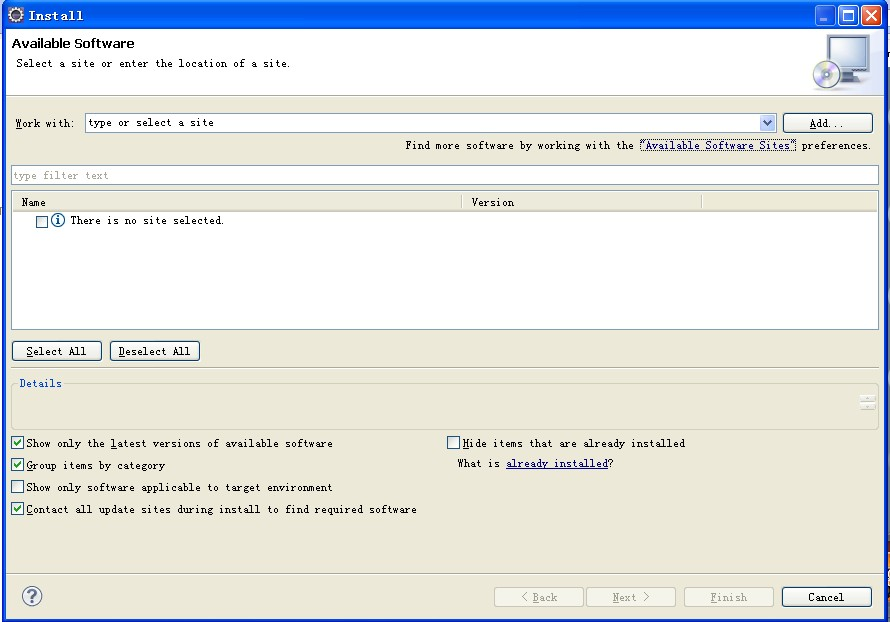 Install
Available Software
Select a site or enter the location of a site.
Work with: type or select a site Add...
Find more software by working with the "Available Software Sites" preferences.
type filter text
Name Version
There is no site selected.
Select All Deselect All
Details
Show only the latest versions of available software Hide items that are already installed
Group items by category What is already installed?
Show only software applicable to target environment
Contact all update sites during install to find required software
? < Back Next > Finish Cancel